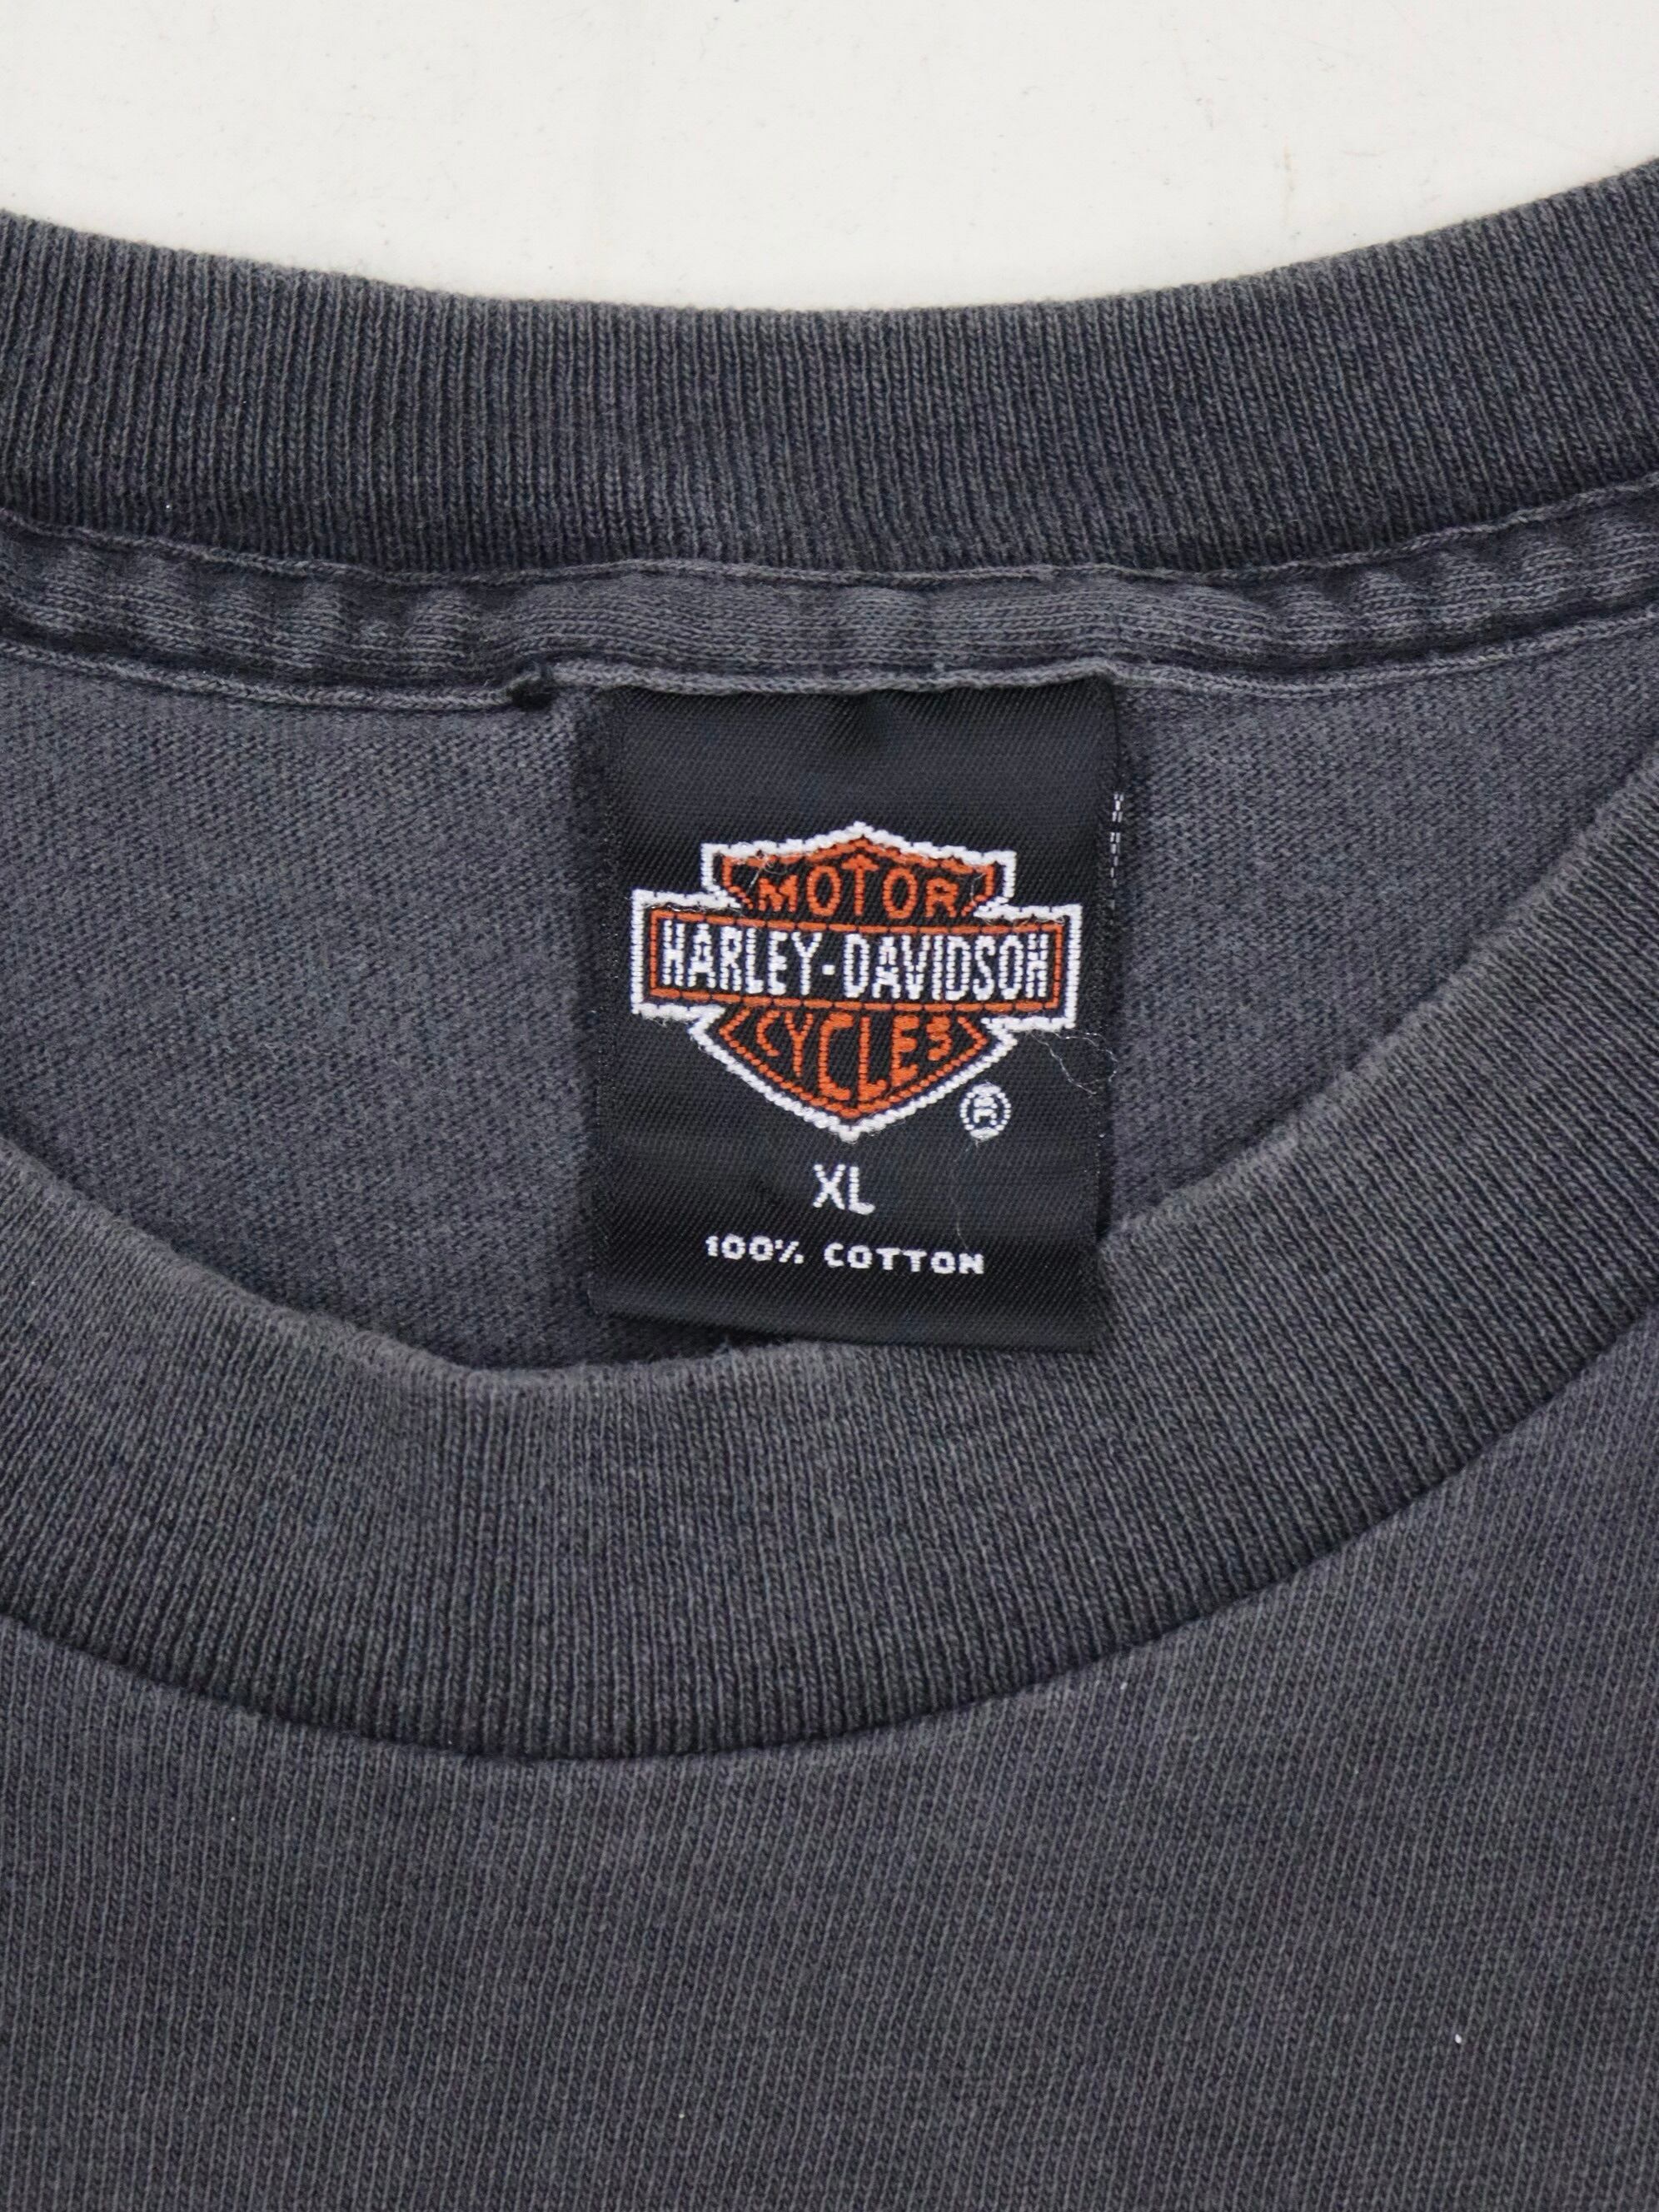 MOTOR
HARLEY-DAVIDSON
CYCLES
®
XL
100% COTTON